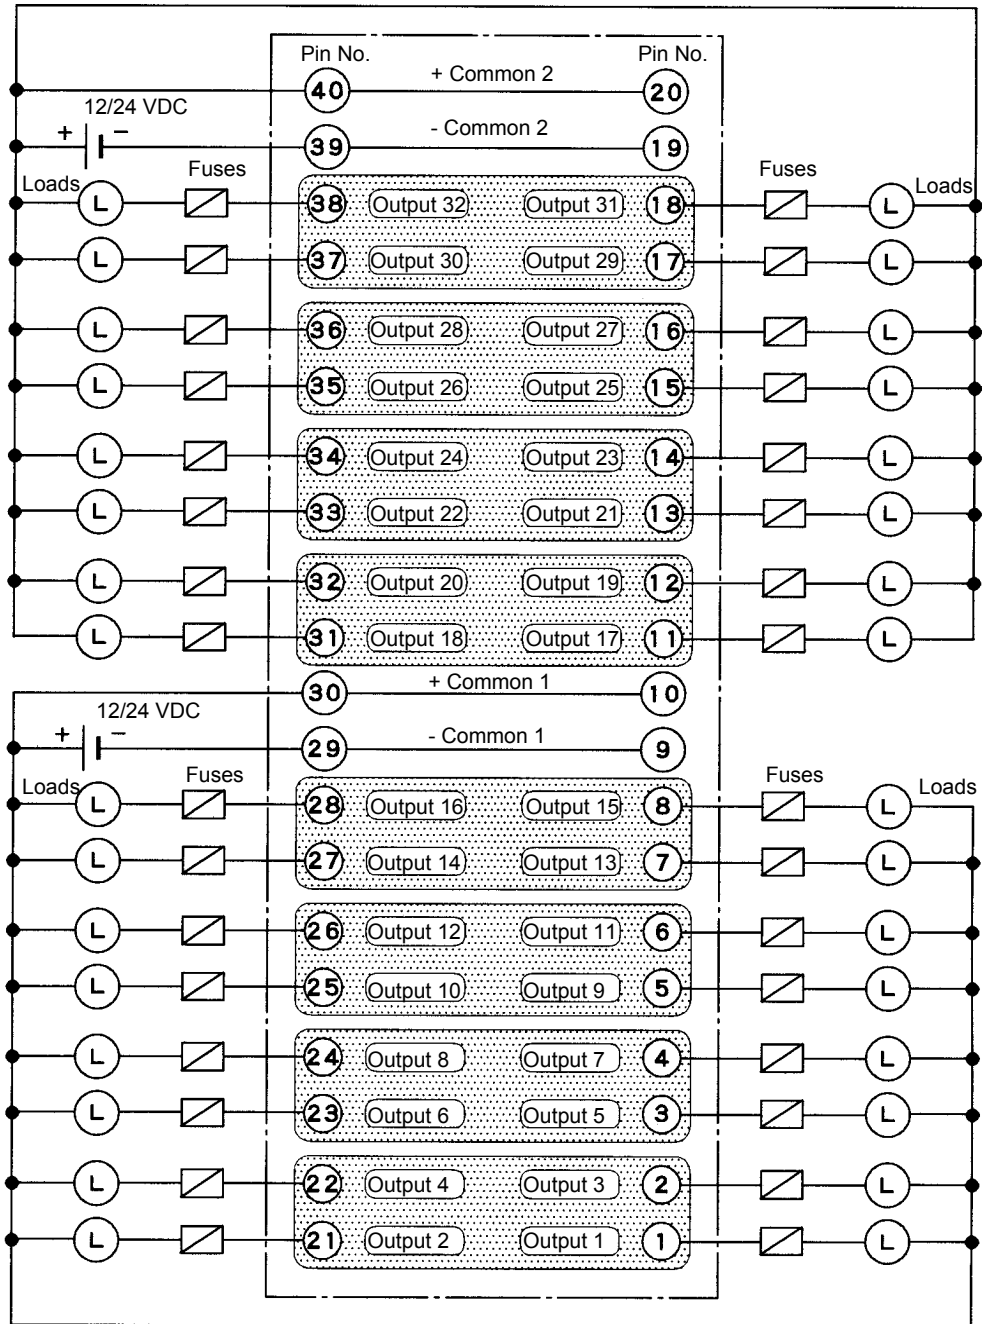 Pin No. Pin No.
40 + Common 2 20
12/24 VDC
+ − 39 - Common 2 19
Loads Fuses Fuses Loads
L 38 Output 32 Output 31 18 L
L 37 Output 30 Output 29 17 L
L 36 Output 28 Output 27 16 L
L 35 Output 26 Output 25 15 L
L 34 Output 24 Output 23 14 L
L 33 Output 22 Output 21 13 L
L 32 Output 20 Output 19 12 L
L 31 Output 18 Output 17 11 L
30 + Common 1 10
12/24 VDC
+ − 29 - Common 1 9
Loads Fuses Fuses Loads
L 28 Output 16 Output 15 8 L
L 27 Output 14 Output 13 7 L
L 26 Output 12 Output 11 6 L
L 25 Output 10 Output 9 5 L
L 24 Output 8 Output 7 4 L
L 23 Output 6 Output 5 3 L
L 22 Output 4 Output 3 2 L
L 21 Output 2 Output 1 1 L